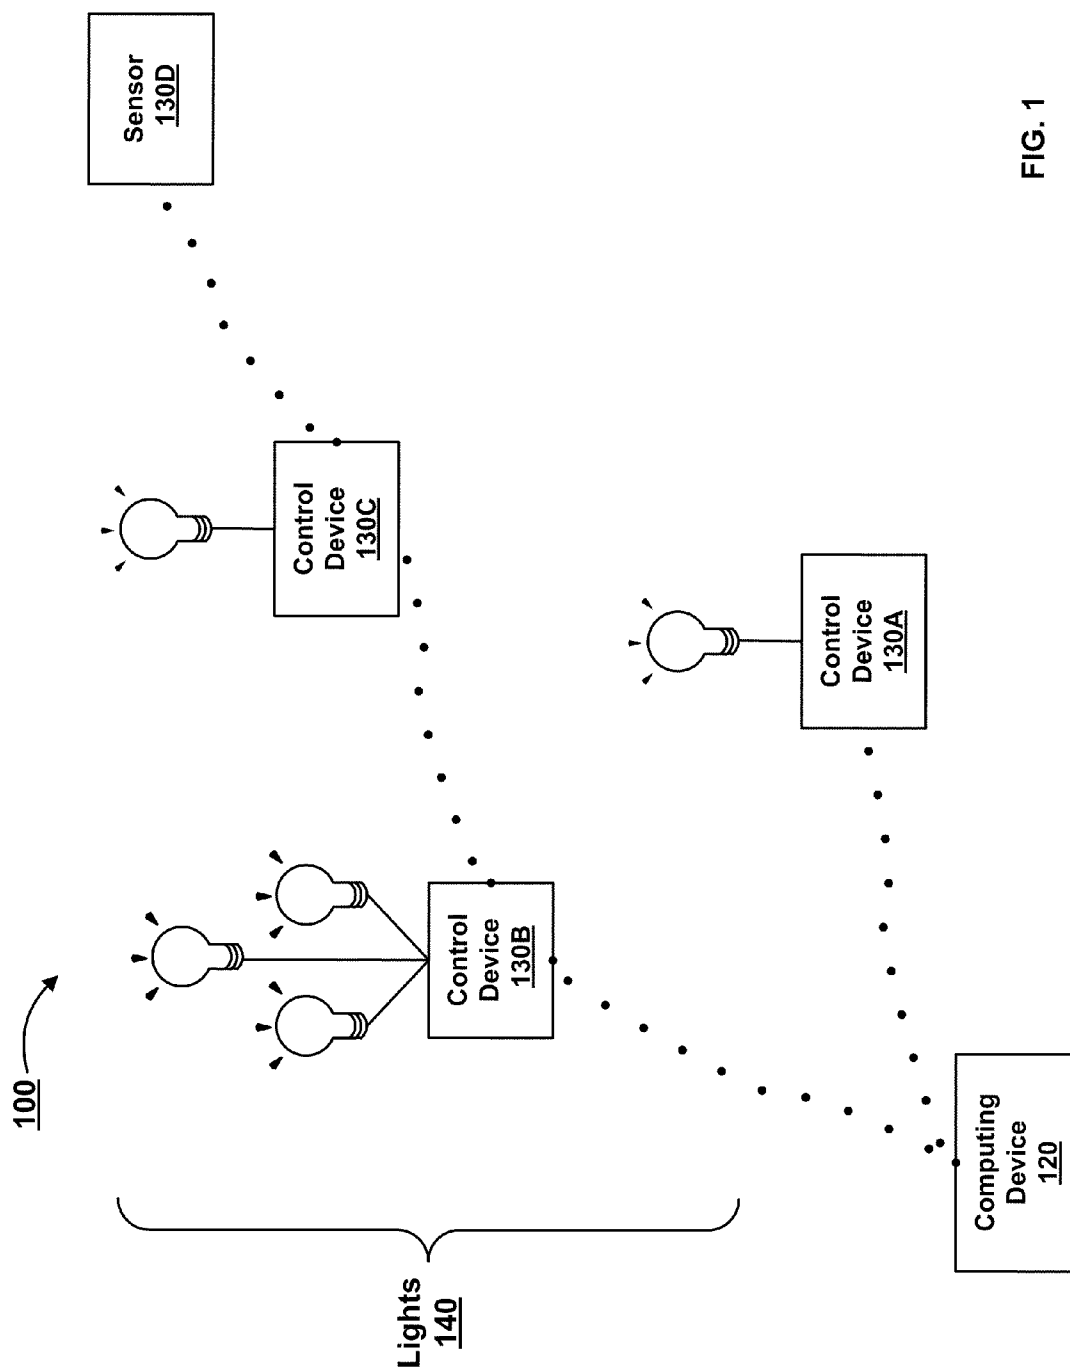 100
Lights
140
Control
Device
130B
Control
Device
130C
Sensor
130D
Computing
Device
120
Control
Device
130A
FIG. 1